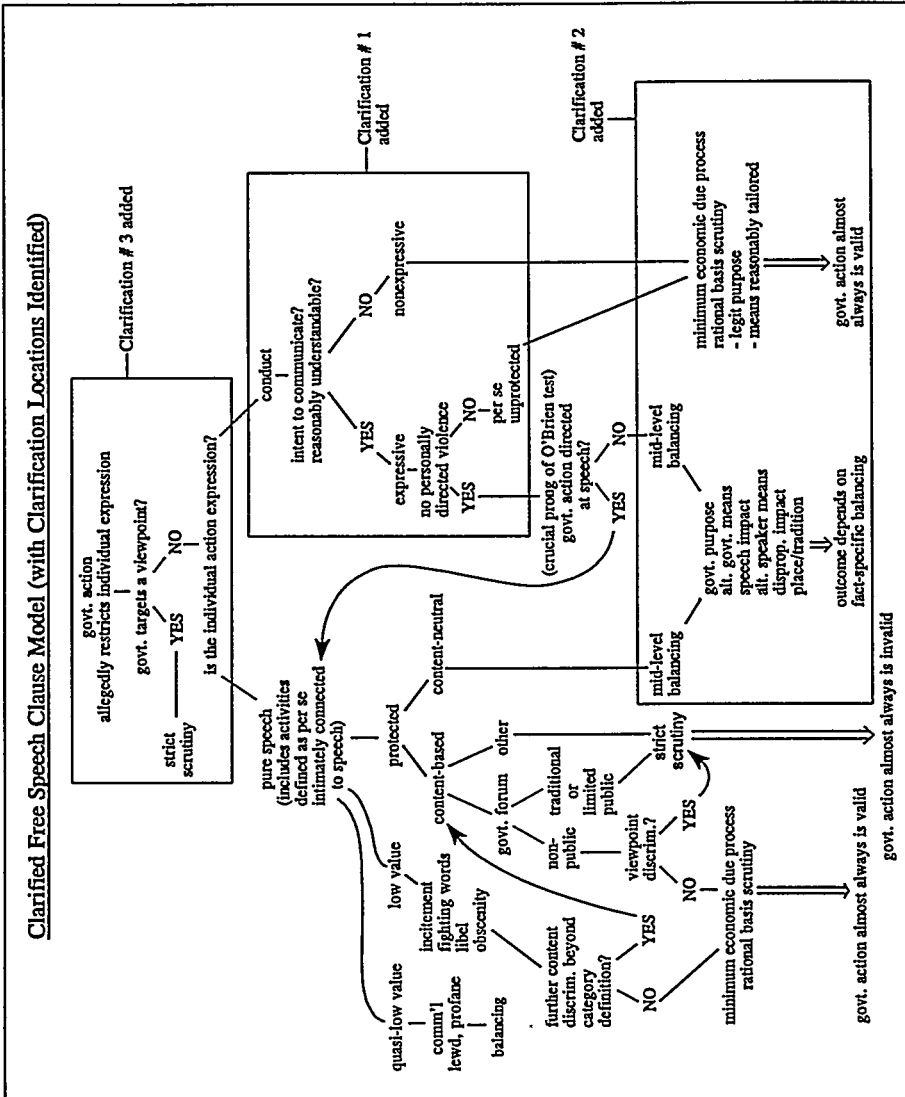 Clarified Free Speech Clause Model (with Clarification Locations Identified)
govt. action
allegedly restricts individual expression
govt. targets a viewpoint?
YES
NO
strict
scrutiny
is the individual action expression?
Clarification # 3 added
conduct
intent to communicate?
reasonably understandable?
YES
NO
expressive
nonexpressive
no personally
directed violence
YES
NO
per se
unprotected
Clarification # 1
added
(crucial proog of O'Brien test)
govt. action directed
at speech?
YES
NO
pure speech
(includes activities
defined as per se
intimately connected
to speech)
quasi-low value
comm'l
lewd, profane
balancing
low value
incitement
fighting words
libel
obscenity
further content
discrim. beyond
category
definition?
NO
YES
protected
content-based
content-neutral
govt. forum
other
non-
public
traditional
or
limited
public
viewpoint
discrim.?
NO
YES
strict
scrutiny
minimum economic due process
rational basis scrutiny
govt. action almost always is valid
govt. action almost always is invalid
mid-level
balancing
mid-level
balancing
govt. purpose
alt. govt. means
speech impact
alt. speaker means
disprop. impact
place/tradition
outcome depends on
fact-specific balancing
minimum economic due process
rational basis scrutiny
- legit purpose
- means reasonably tailored
govt. action almost
always is valid
Clarification # 2
added